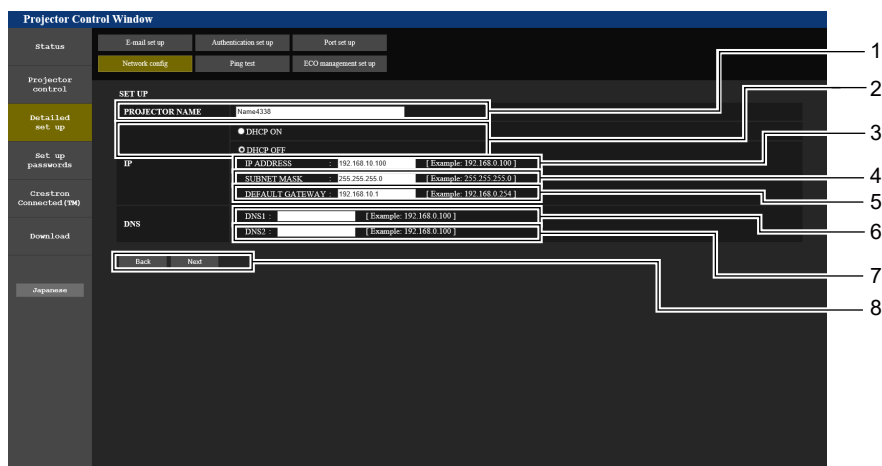 Projector Control Window
Status
E-mail set up
Authentication set up
Port set up
1
Network config
Ping test
ECO management set up
Projector
control
SET UP
2
PROJECTOR NAME
Name4338
Detailed
set up
DHCP ON
3
DHCP OFF
Set up
passwords
IP
IP ADDRESS : 192.168.10.100 [ Example: 192.168.0.100 ]
SUBNET MASK : 255.255.255.0 [ Example: 255.255.255.0 ]
4
DEFAULT GATEWAY : 192.168.10.1 [ Example: 192.168.0.254 ]
5
Crestron
Connected(TM)
DNS
DNS1 : [ Example: 192.168.0.100 ]
6
DNS2 : [ Example: 192.168.0.100 ]
Download
Back
Next
7
Japanese
8